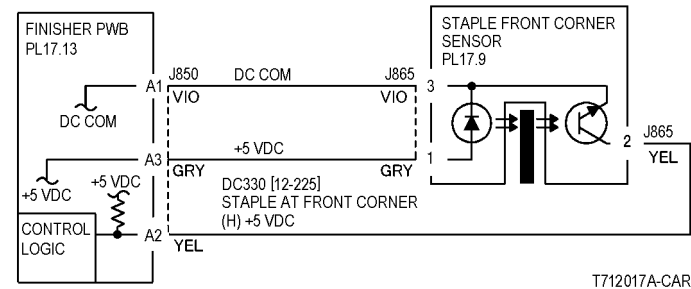 FINISHER PWB
PL17.13
STAPLE FRONT CORNER
SENSOR
PL17.9
A1
J850
DC COM
J865
3
VIO
VIO
DC COM
2
J865
YEL
A3
+5 VDC
1
GRY
GRY
+5 VDC
+5 VDC
DC330 [12-225]
STAPLE AT FRONT CORNER
(H) +5 VDC
CONTROL
LOGIC
A2
YEL
T712017A-CAR